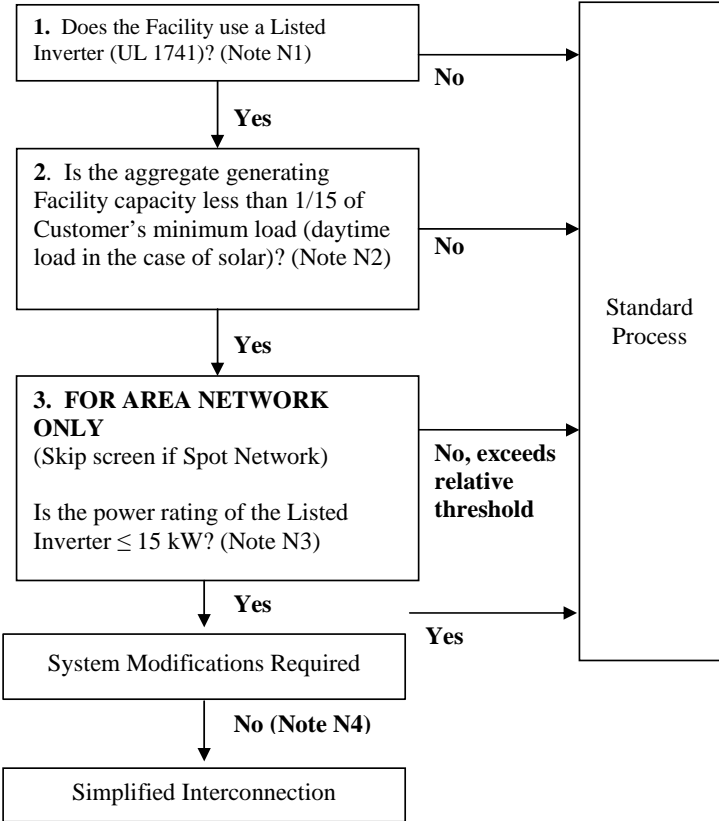 1. Does the Facility use a Listed
Inverter (UL 1741)? (Note N1)
No
Yes
2. Is the aggregate generating
Facility capacity less than 1/15 of
Customer's minimum load (daytime
load in the case of solar)? (Note N2)
No
Standard
Process
Yes
3. FOR AREA NETWORK
ONLY
(Skip screen if Spot Network)
Is the power rating of the Listed
Inverter ≤ 15 kW? (Note N3)
No, exceeds
relative
threshold
Yes
Yes
System Modifications Required
No (Note N4)
Simplified Interconnection